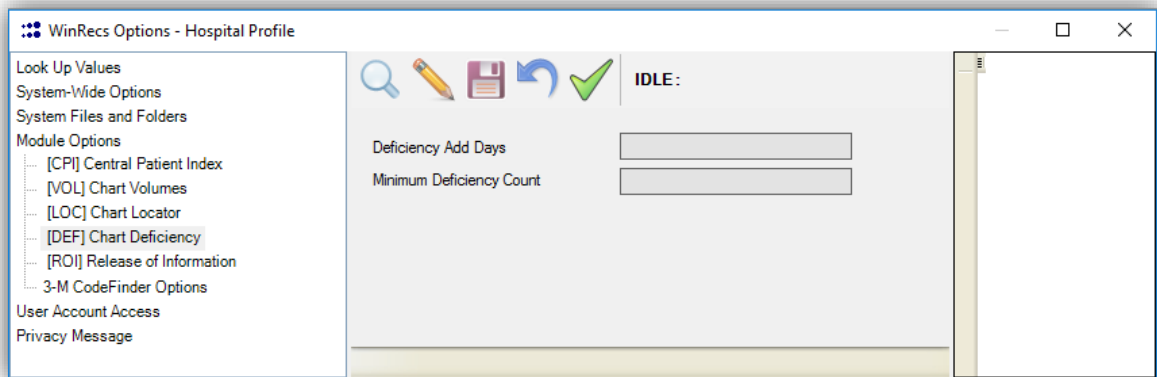 WinRecs Options - Hospital Profile
Look Up Values
System-Wide Options
System Files and Folders
Module Options
[CPI] Central Patient Index
[VOL] Chart Volumes
[LOC] Chart Locator
[DEF] Chart Deficiency
[ROI] Release of Information
3-M CodeFinder Options
User Account Access
Privacy Message
IDLE:
Deficiency Add Days
Minimum Deficiency Count